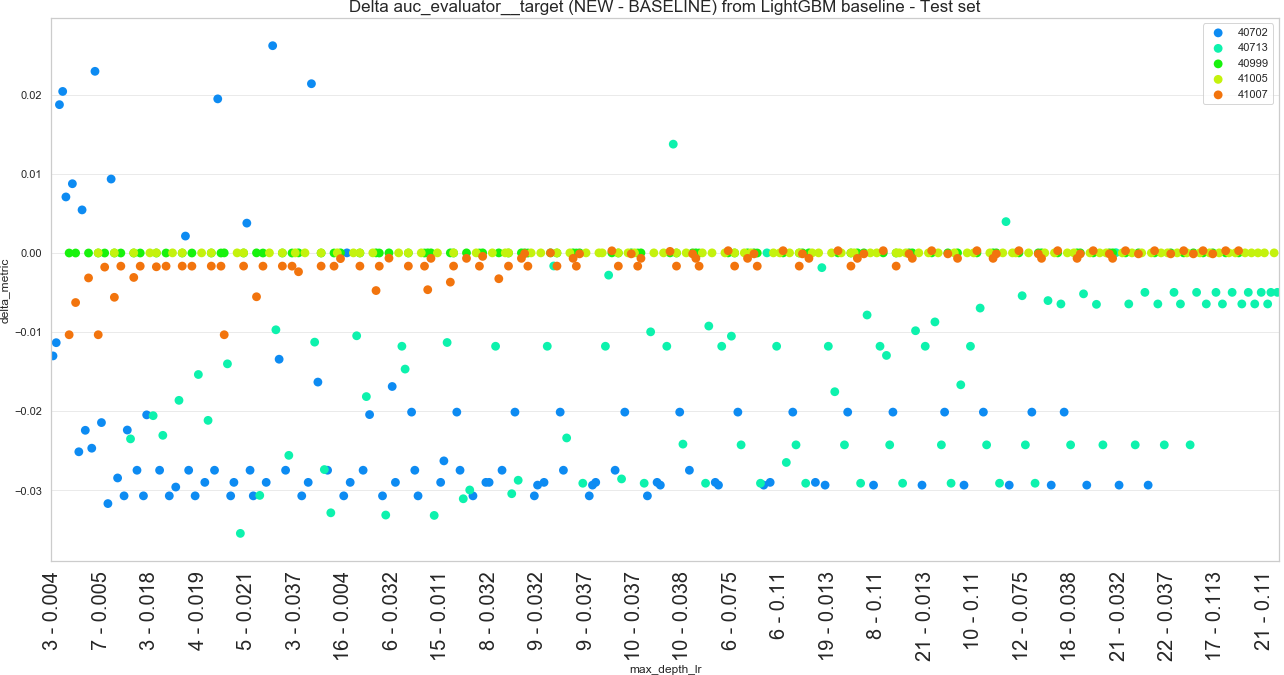 Delta auc_evaluator__target (NEW - BASELINE) from LightGBM baseline - Test set
40702
40713
40999
41005
41007
delta_metric
0.02
0.01
0.00
−0.01
−0.02
−0.03
3 - 0.004
7 - 0.005
3 - 0.018
4 - 0.019
5 - 0.021
3 - 0.037
16 - 0.004
6 - 0.032
15 - 0.011
8 - 0.032
9 - 0.032
9 - 0.037
10 - 0.037
10 - 0.038
6 - 0.075
6 - 0.11
19 - 0.013
8 - 0.11
21 - 0.013
10 - 0.11
12 - 0.075
18 - 0.038
21 - 0.032
22 - 0.037
17 - 0.113
21 - 0.11
max_depth_lr